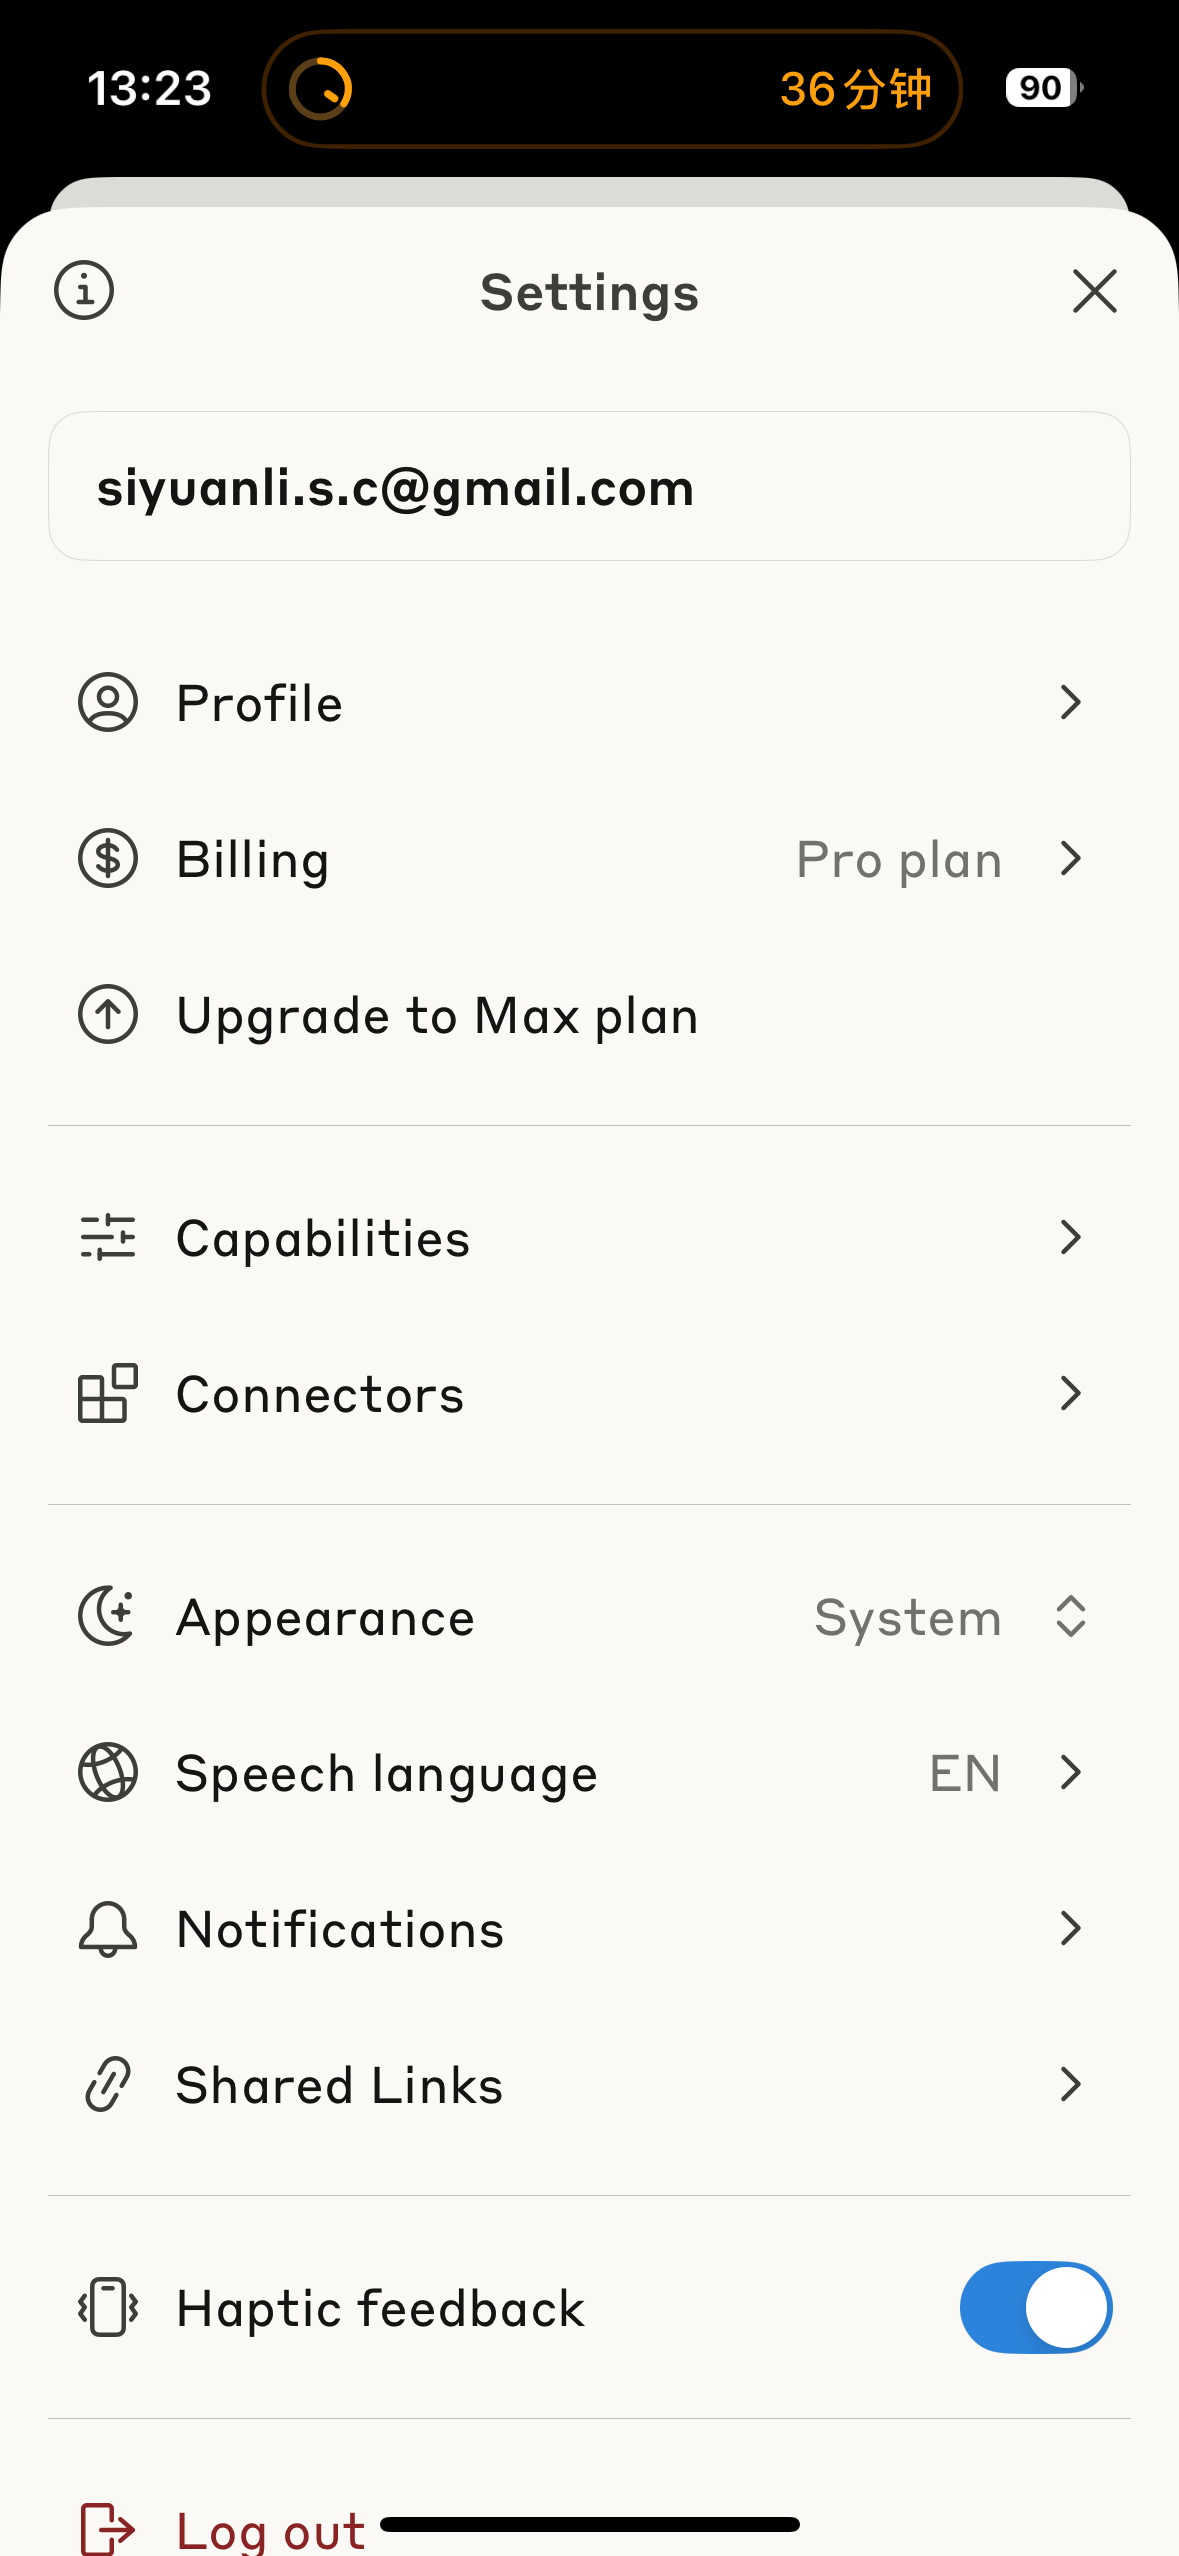 13:23
36分钟
90
Settings
siyuanli.s.c@gmail.com
Profile
Billing
Pro plan
Upgrade to Max plan
Capabilities
Connectors
Appearance
System
Speech language
EN
Notifications
Shared Links
Haptic feedback
Log out